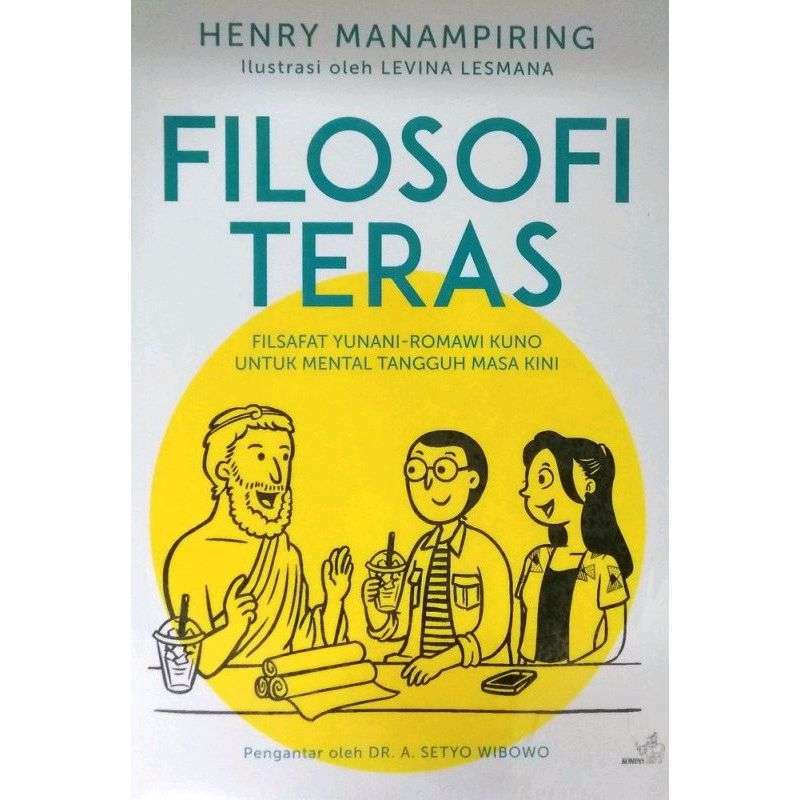 HENRY MANAMPIRING
Ilustrasi oleh LEVINA LESMANA
FILOSOFI
TERAS
FILSAFAT YUNANI-ROMAWI KUNO
UNTUK MENTAL TANGGUH MASA KINI
Pengantar oleh DR. A. SETYO WIBOWO